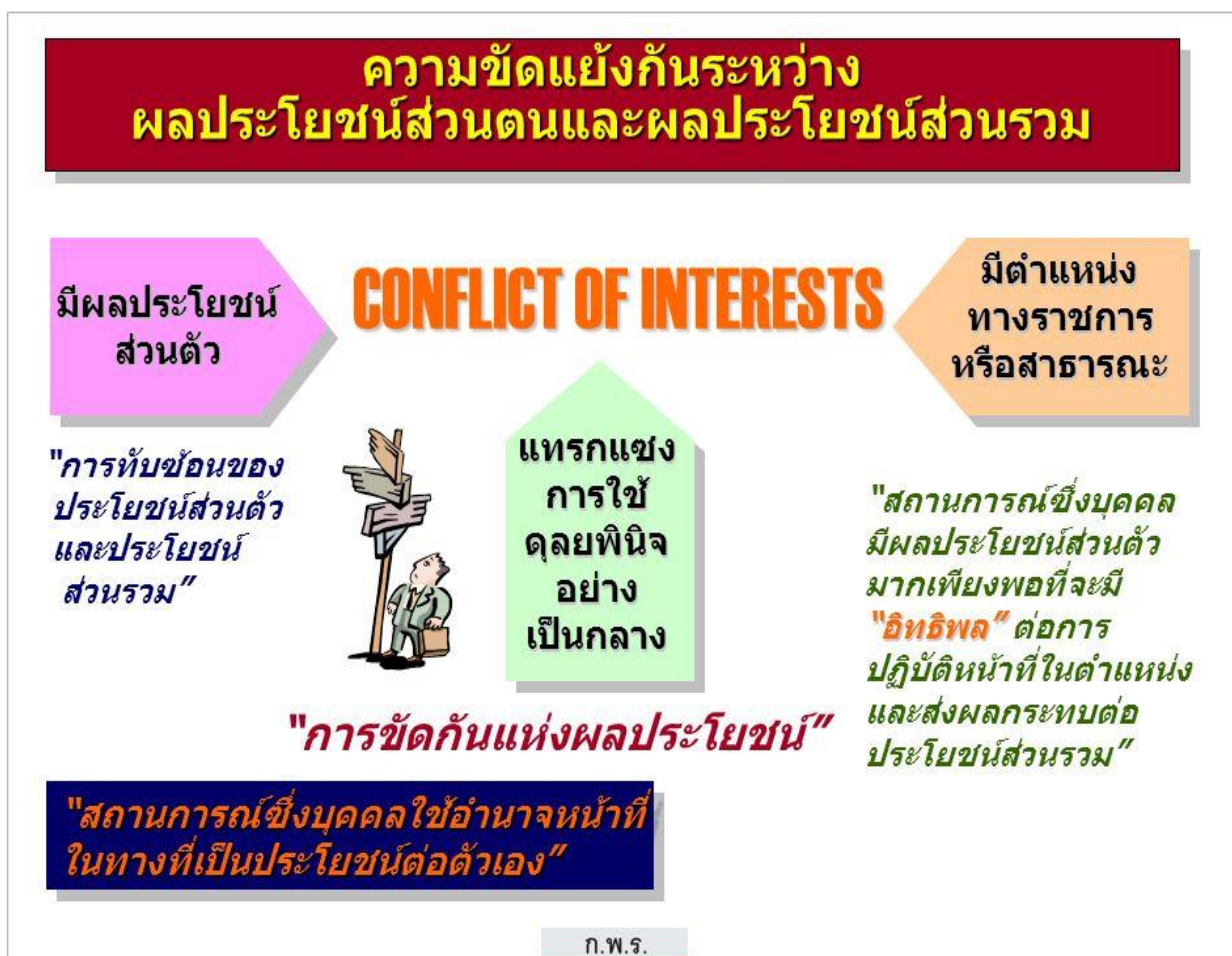 ความขัดแย้งกันระหว่าง
ผลประโยชน์ส่วนตนและผลประโยชน์ส่วนรวม
มีผลประโยชน์
ส่วนตัว
CONFLICT OF INTERESTS
มีตำแหน่ง
ทางราชการ
หรือสาธารณะ
"การทับซ้อนของ
ประโยชน์ส่วนตัว
และประโยชน์
ส่วนรวม"
แทรกแซง
การใช้
ดุลยพินิจ
อย่าง
เป็นกลาง
"สถานการณ์ซึ่งบุคคล
มีผลประโยชน์ส่วนตัว
มากเพียงพอที่จะมี
"อิทธิพล" ต่อการ
ปฏิบัติหน้าที่ในตำแหน่ง
และส่งผลกระทบต่อ
ประโยชน์ส่วนรวม"
"การขัดกันแห่งผลประโยชน์"
"สถานการณ์ซึ่งบุคคลใช้อำนาจหน้าที่
ในทางที่เป็นประโยชน์ต่อตัวเอง"
ก.พ.ร.